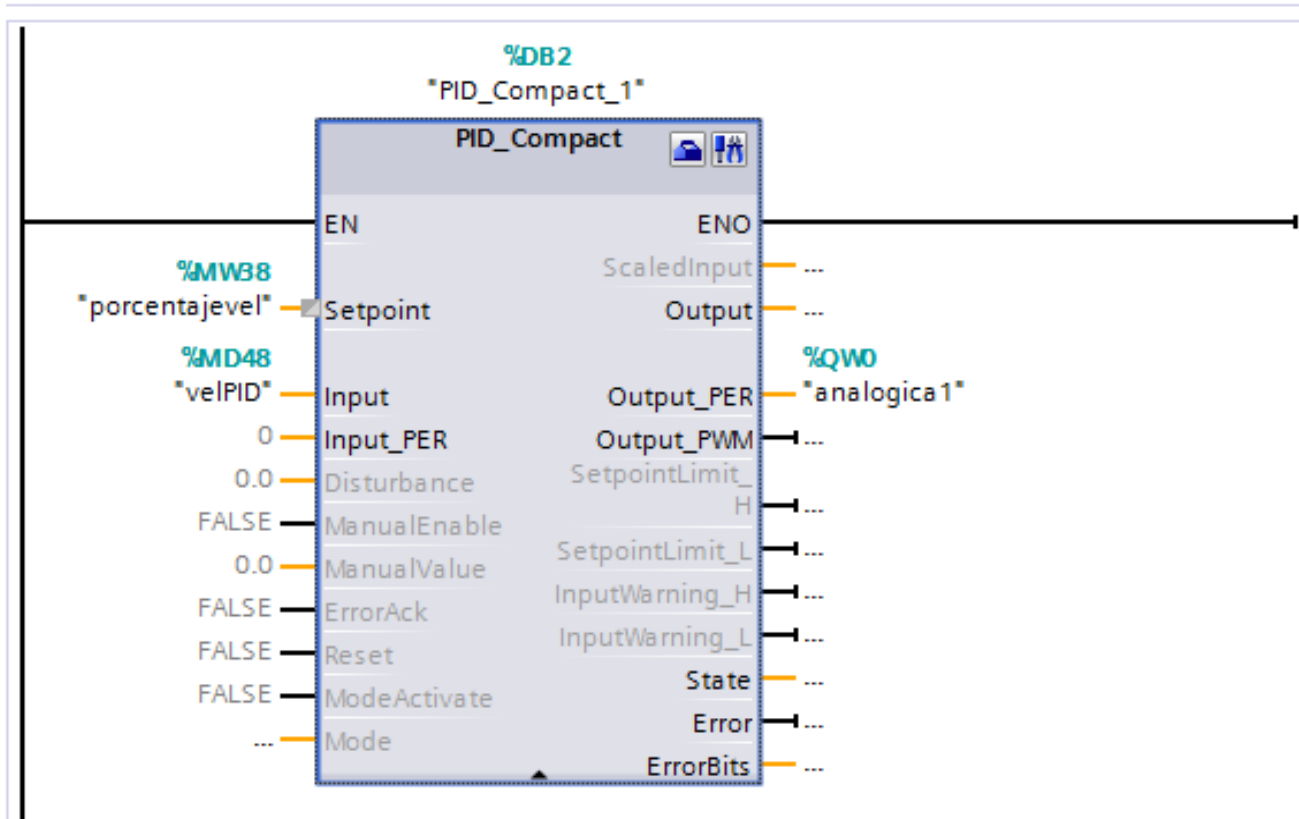 %DB2
"PID_Compact_1"
PID_Compact
EN
ENO
ScaledInput ...
%MW38
"porcentajevel" Setpoint
Output ...
%MD48
"velPID" Input
%QW0
Output_PER "analogica1"
0 Input_PER
Output_PWM ...
0.0 Disturbance
SetpointLimit_
H ...
FALSE ManualEnable
SetpointLimit_L ...
0.0 ManualValue
InputWarning_H ...
FALSE ErrorAck
InputWarning_L ...
FALSE Reset
State ...
FALSE ModeActivate
Error ...
... Mode
ErrorBits ...